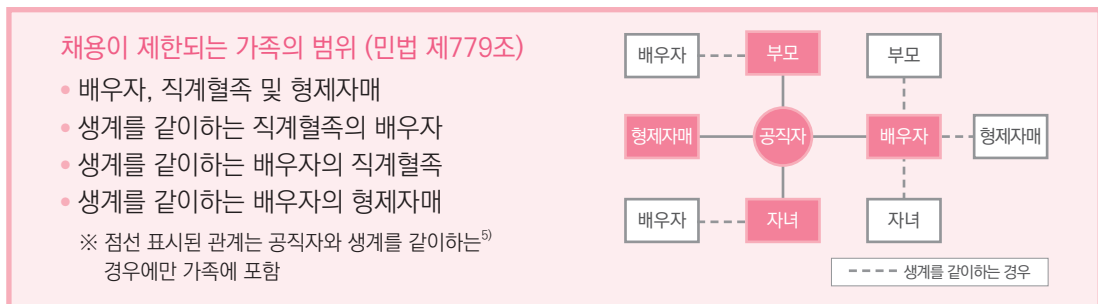 채용이 제한되는 가족의 범위 (민법 제779조)
• 배우자, 직계혈족 및 형제자매
• 생계를 같이하는 직계혈족의 배우자
• 생계를 같이하는 배우자의 직계혈족
• 생계를 같이하는 배우자의 형제자매
※ 점선 표시된 관계는 공직자와 생계를 같이하는5)
경우에만 가족에 포함
배우자 부모 부모
형제자매 공직자 배우자 형제자매
배우자 자녀 자녀
생계를 같이하는 경우